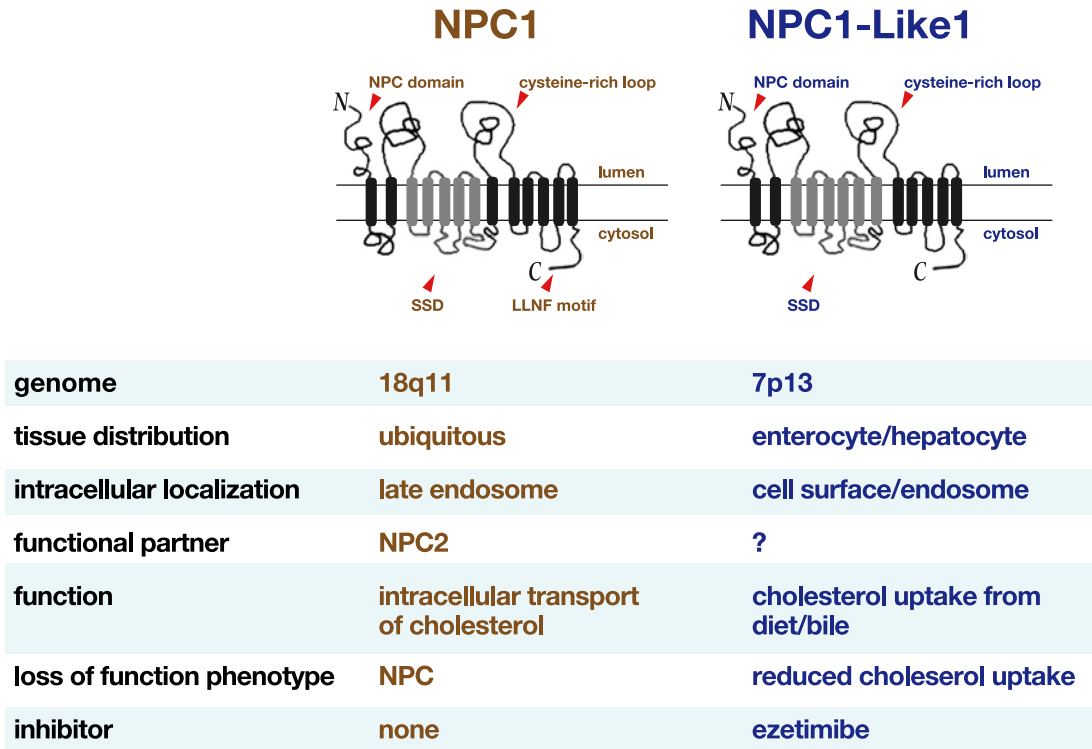 NPC1 NPC1-Like1
NPC domain cysteine-rich loop NPC domain cysteine-rich loop
N N
lumen lumen
cytosol cytosol
C C
SSD LLNF motif SSD
genome 18q11 7p13
tissue distribution ubiquitous enterocyte/hepatocyte
intracellular localization late endosome cell surface/endosome
functional partner NPC2 ?
function intracellular transport cholesterol uptake from
of cholesterol diet/bile
loss of function phenotype NPC reduced choleserol uptake
inhibitor none ezetimibe